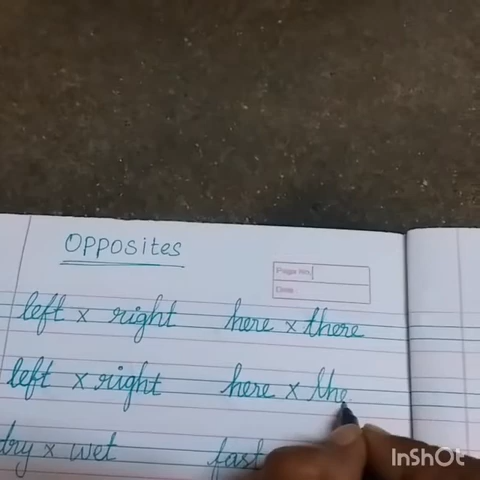 Opposites
Page No.
Date
left x right here x there
left x right here x the
dry x wet fast
InShOt